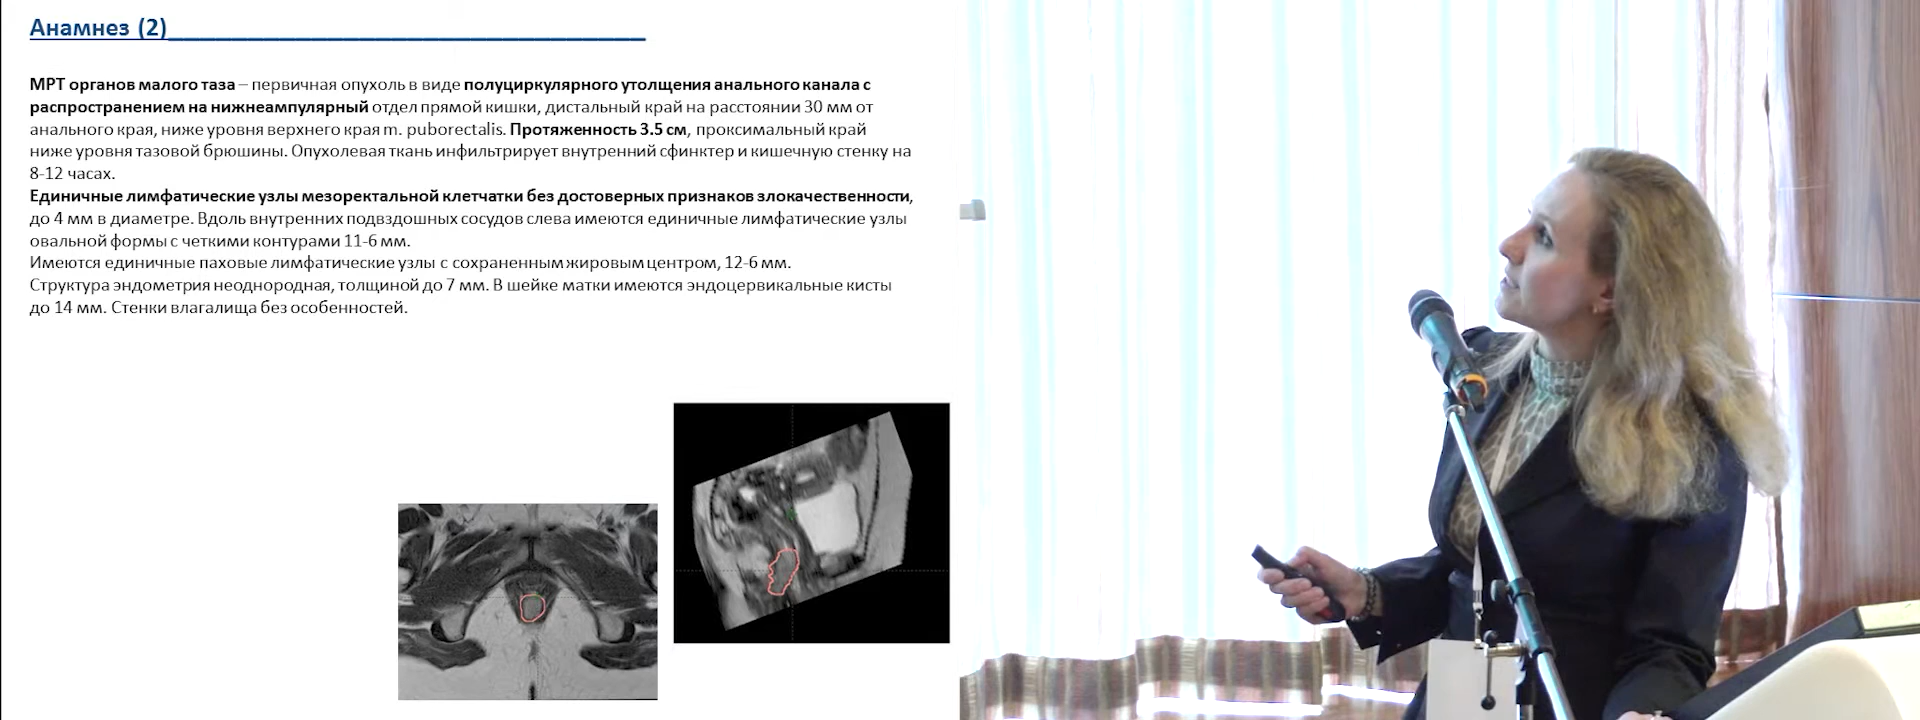 Анамнез (2)
МРТ органов малого таза – первичная опухоль в виде полуциркулярного утолщения анального канала с
распространением на нижнеампулярный отдел прямой кишки, дистальный край на расстоянии 30 мм от
анального края, ниже уровня верхнего края m. puborectalis. Протяженность 3.5 см, проксимальный край
ниже уровня тазовой брюшины. Опухолевая ткань инфильтрирует внутренний сфинктер и кишечную стенку на
8-12 часах.
Единичные лимфатические узлы мезоректальной клетчатки без достоверных признаков злокачественности,
до 4 мм в диаметре. Вдоль внутренних подвздошных сосудов слева имеются единичные лимфатические узлы
овальной формы с четкими контурами 11-6 мм.
Имеются единичные паховые лимфатические узлы с сохраненным жировым центром, 12-6 мм.
Структура эндометрия неоднородная, толщиной до 7 мм. В шейке матки имеются эндоцервикальные кисты
до 14 мм. Стенки влагалища без особенностей.